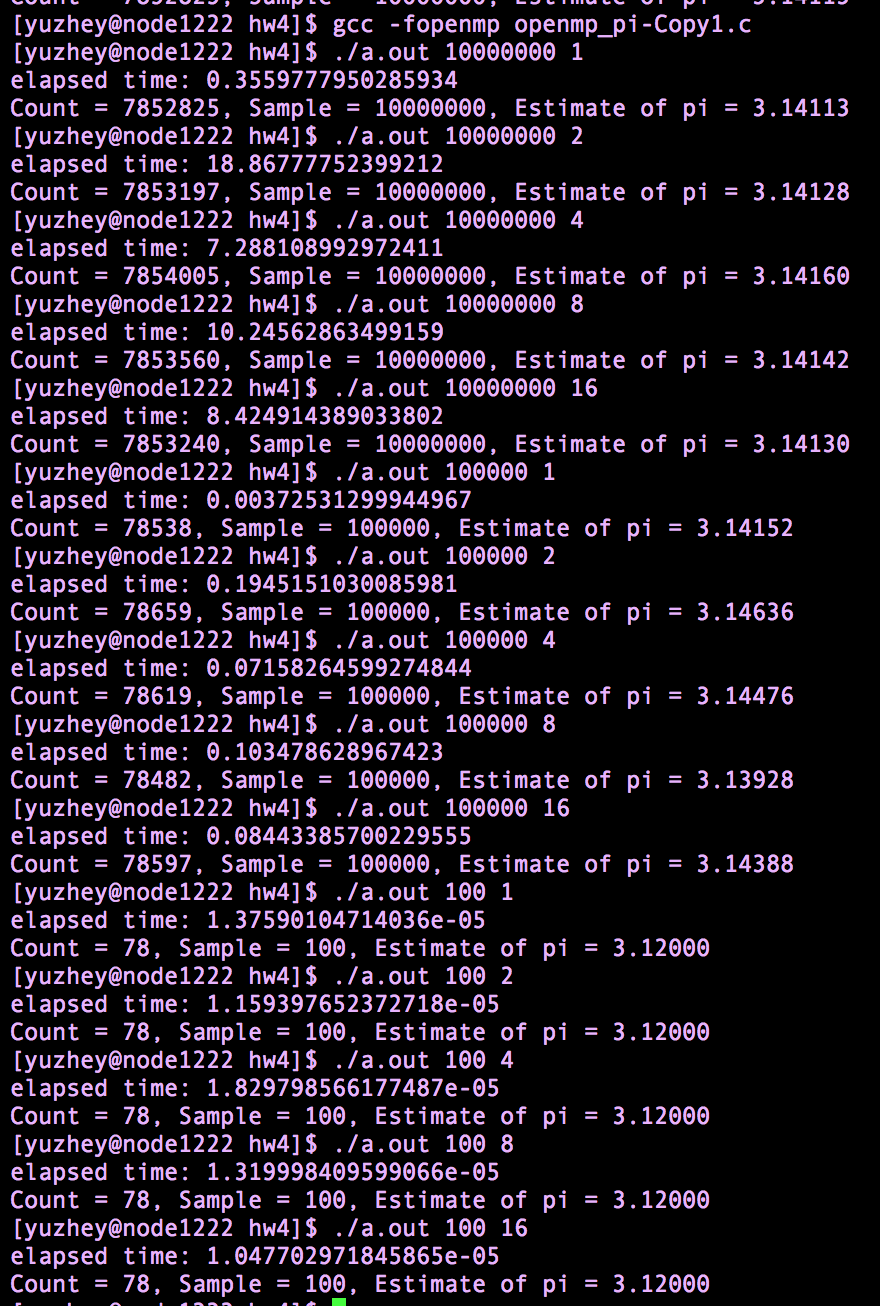 Count = 7892829, Sample = 10000000, Estimate of pi = 3.14113
[yuzhey@node1222 hw4]$ gcc -fopenmp openmp_pi-Copy1.c
[yuzhey@node1222 hw4]$ ./a.out 10000000 1
elapsed time: 0.3559777950285934
Count = 7852825, Sample = 10000000, Estimate of pi = 3.14113
[yuzhey@node1222 hw4]$ ./a.out 10000000 2
elapsed time: 18.86777752399212
Count = 7853197, Sample = 10000000, Estimate of pi = 3.14128
[yuzhey@node1222 hw4]$ ./a.out 10000000 4
elapsed time: 7.288108992972411
Count = 7854005, Sample = 10000000, Estimate of pi = 3.14160
[yuzhey@node1222 hw4]$ ./a.out 10000000 8
elapsed time: 10.24562863499159
Count = 7853560, Sample = 10000000, Estimate of pi = 3.14142
[yuzhey@node1222 hw4]$ ./a.out 10000000 16
elapsed time: 8.424914389033802
Count = 7853240, Sample = 10000000, Estimate of pi = 3.14130
[yuzhey@node1222 hw4]$ ./a.out 100000 1
elapsed time: 0.00372531299944967
Count = 78538, Sample = 100000, Estimate of pi = 3.14152
[yuzhey@node1222 hw4]$ ./a.out 100000 2
elapsed time: 0.1945151030085981
Count = 78659, Sample = 100000, Estimate of pi = 3.14636
[yuzhey@node1222 hw4]$ ./a.out 100000 4
elapsed time: 0.07158264599274844
Count = 78619, Sample = 100000, Estimate of pi = 3.14476
[yuzhey@node1222 hw4]$ ./a.out 100000 8
elapsed time: 0.103478628967423
Count = 78482, Sample = 100000, Estimate of pi = 3.13928
[yuzhey@node1222 hw4]$ ./a.out 100000 16
elapsed time: 0.08443385700229555
Count = 78597, Sample = 100000, Estimate of pi = 3.14388
[yuzhey@node1222 hw4]$ ./a.out 100 1
elapsed time: 1.37590104714036e-05
Count = 78, Sample = 100, Estimate of pi = 3.12000
[yuzhey@node1222 hw4]$ ./a.out 100 2
elapsed time: 1.159397652372718e-05
Count = 78, Sample = 100, Estimate of pi = 3.12000
[yuzhey@node1222 hw4]$ ./a.out 100 4
elapsed time: 1.829798566177487e-05
Count = 78, Sample = 100, Estimate of pi = 3.12000
[yuzhey@node1222 hw4]$ ./a.out 100 8
elapsed time: 1.319998409599066e-05
Count = 78, Sample = 100, Estimate of pi = 3.12000
[yuzhey@node1222 hw4]$ ./a.out 100 16
elapsed time: 1.047702971845865e-05
Count = 78, Sample = 100, Estimate of pi = 3.12000
[yuzhey@node1222 hw4]$